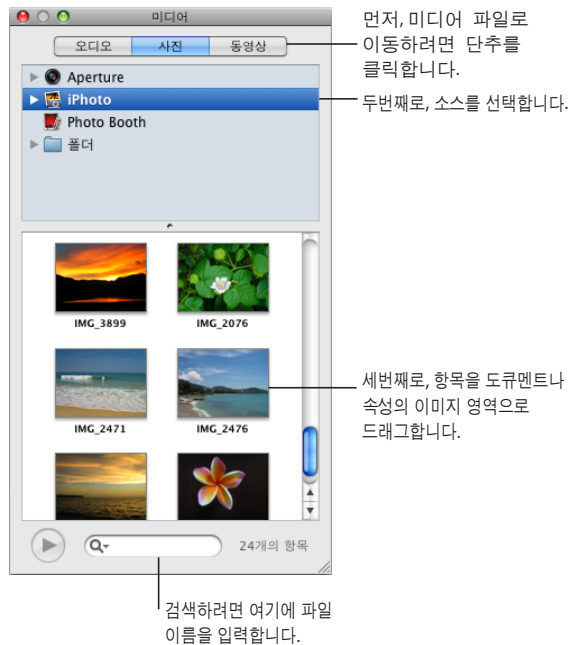 미디어
오디오 사진 동영상
Aperture
iPhoto
Photo Booth
폴더
IMG_3899 IMG_2076
IMG_2471 IMG_2476
24개의 항목
먼저, 미디어 파일로
이동하려면 단추를
클릭합니다.
두번째로, 소스를 선택합니다.
세번째로, 항목을 도큐멘트나
속성의 이미지 영역으로
드래그합니다.
검색하려면 여기에 파일
이름을 입력합니다.